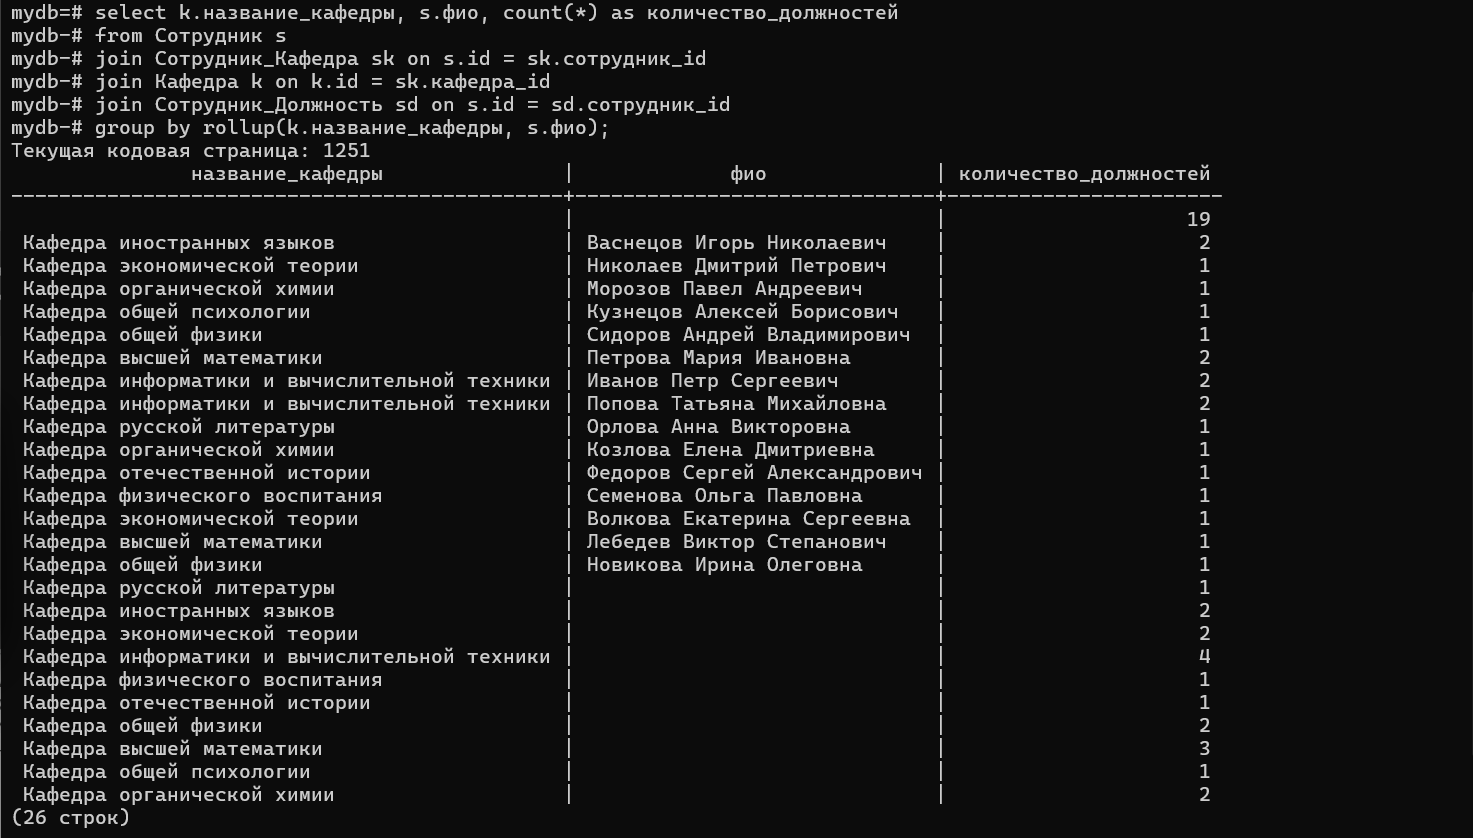 mydb=# select k.название_кафедры, s.фио, count(*) as количество_должностей
mydb-# from Сотрудник s
mydb-# join Сотрудник_Кафедра sk on s.id = sk.сотрудник_id
mydb-# join Кафедра k on k.id = sk.кафедра_id
mydb-# join Сотрудник_Должность sd on s.id = sd.сотрудник_id
mydb-# group by rollup(k.название_кафедры, s.фио);
Текущая кодовая страница: 1251
название_кафедры | фио | количество_должностей
----------------------------------------------+------------------------------+-----------------------
| | 19
Кафедра иностранных языков | Васнецов Игорь Николаевич | 2
Кафедра экономической теории | Николаев Дмитрий Петрович | 1
Кафедра органической химии | Морозов Павел Андреевич | 1
Кафедра общей психологии | Кузнецов Алексей Борисович | 1
Кафедра общей физики | Сидоров Андрей Владимирович | 1
Кафедра высшей математики | Петрова Мария Ивановна | 2
Кафедра информатики и вычислительной техники | Иванов Петр Сергеевич | 2
Кафедра информатики и вычислительной техники | Попова Татьяна Михайловна | 2
Кафедра русской литературы | Орлова Анна Викторовна | 1
Кафедра органической химии | Козлова Елена Дмитриевна | 1
Кафедра отечественной истории | Федоров Сергей Александрович | 1
Кафедра физического воспитания | Семенова Ольга Павловна | 1
Кафедра экономической теории | Волкова Екатерина Сергеевна | 1
Кафедра высшей математики | Лебедев Виктор Степанович | 1
Кафедра общей физики | Новикова Ирина Олеговна | 1
Кафедра русской литературы | | 1
Кафедра иностранных языков | | 2
Кафедра экономической теории | | 2
Кафедра информатики и вычислительной техники | | 4
Кафедра физического воспитания | | 1
Кафедра отечественной истории | | 1
Кафедра общей физики | | 2
Кафедра высшей математики | | 3
Кафедра общей психологии | | 1
Кафедра органической химии | | 2
(26 строк)